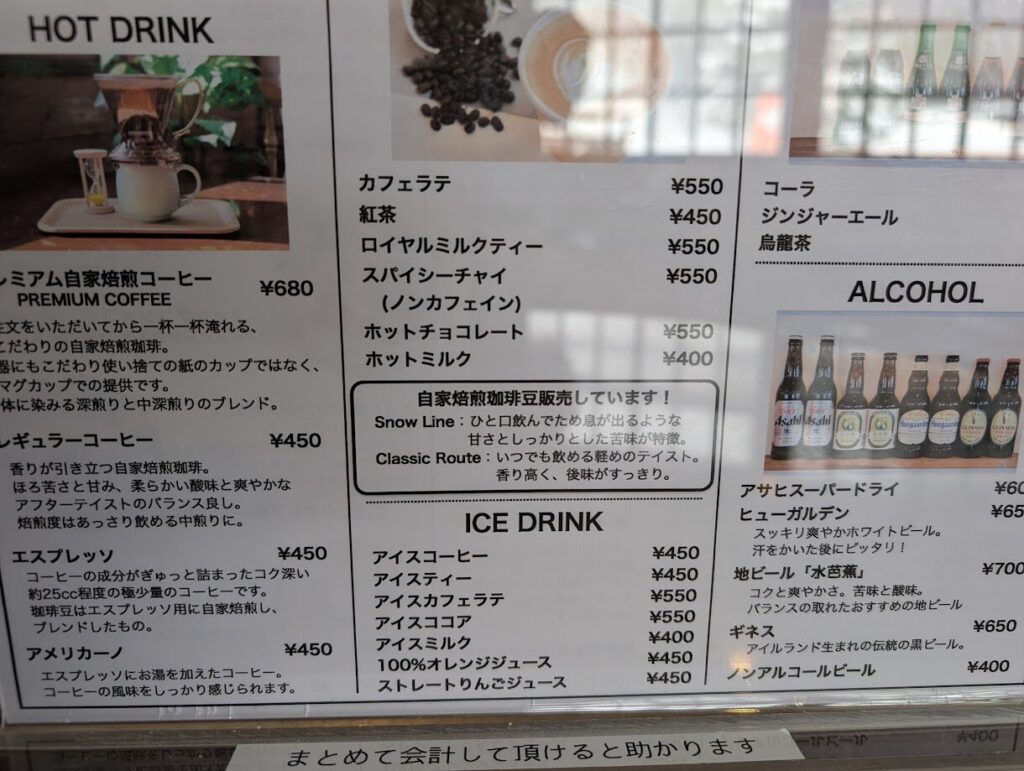 HOT DRINK
レミアム自家焙煎コーヒー ¥680
PREMIUM COFFEE
文をいただいてから一杯一杯淹れる、
こだわりの自家焙煎珈琲。
器にもこだわり使い捨ての紙のカップではなく、
マグカップでの提供です。
体に染みる深煎りと中深煎りのブレンド。
レギュラーコーヒー ¥450
香りが引き立つ自家焙煎珈琲。
ほろ苦さと甘み、柔らかい酸味と爽やかな
アフターテイストのバランス良し。
焙煎度はあっさり飲める中煎りに。
エスプレッソ ¥450
コーヒーの成分がぎゅっと詰まったコク深い
約25cc程度の極少量のコーヒーです。
珈琲豆はエスプレッソ用に自家焙煎し、
ブレンドしたもの。
アメリカーノ ¥450
エスプレッソにお湯を加えたコーヒー。
コーヒーの風味をしっかり感じられます。
カフェラテ ¥550
紅茶 ¥450
ロイヤルミルクティー ¥550
スパイシーチャイ ¥550
(ノンカフェイン)
ホットチョコレート ¥550
ホットミルク ¥400
自家焙煎珈琲豆販売しています！
Snow Line：ひと口飲んでため息が出るような
甘さとしっかりとした苦味が特徴。
Classic Route：いつでも飲める軽めのテイスト。
香り高く、後味がすっきり。
ICE DRINK
アイスコーヒー ¥450
アイスティー ¥450
アイスカフェラテ ¥550
アイスココア ¥550
アイスミルク ¥400
100%オレンジジュース ¥450
ストレートりんごジュース ¥450
コーラ
ジンジャーエール
烏龍茶
ALCOHOL
Asahi
Asahi
Hoegaarden
Hoegaarden
GUINNESS
GUINNESS
アサヒスーパードライ ¥60
ヒューガルデン ¥65
スッキリ爽やかホワイトビール。
汗をかいた後にピッタリ！
地ビール「水芭蕉」 ¥700
コクと爽やかさ。苦味と酸味。
バランスの取れたおすすめの地ビール
ギネス ¥650
アイルランド生まれの伝統の黒ビール。
ノンアルコールビール ¥400
まとめて会計して頂けると助かります